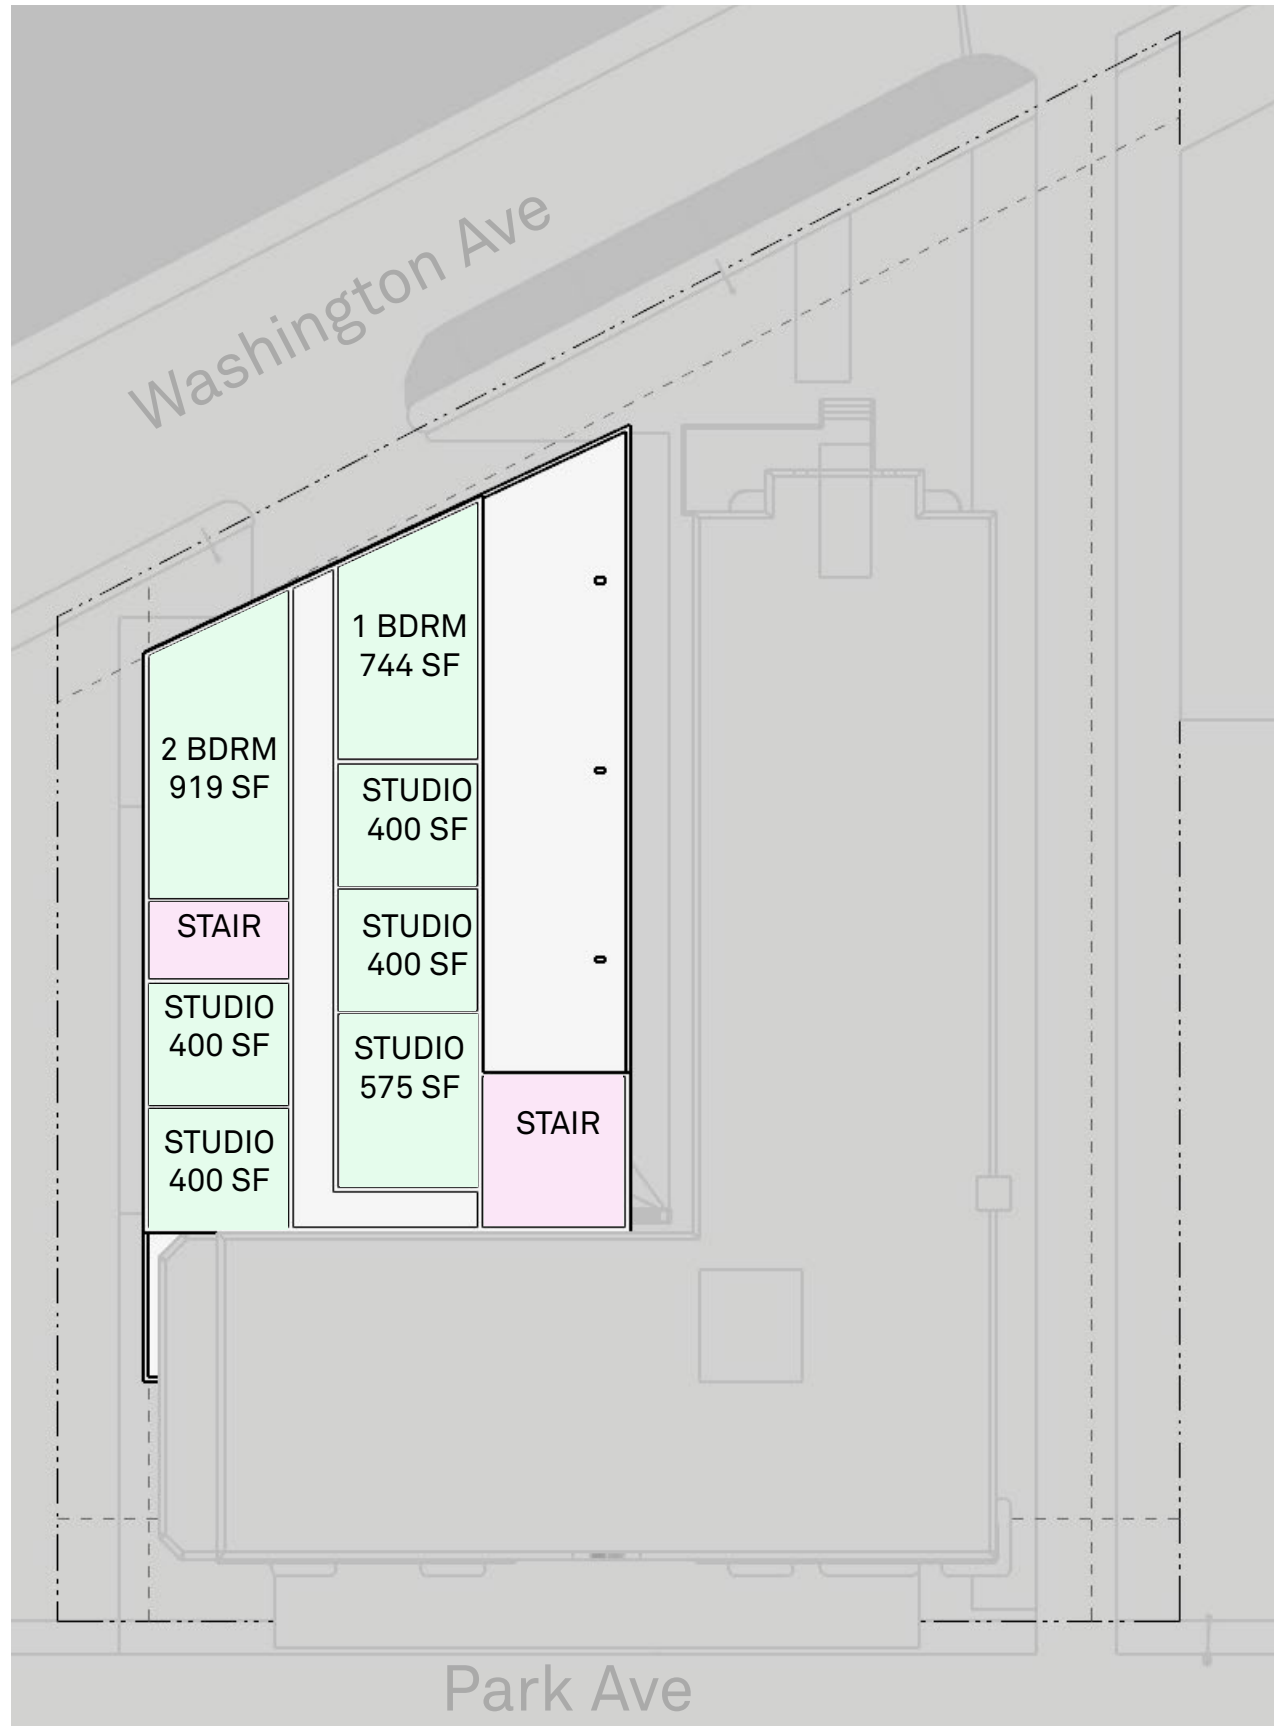 Washington Ave
1 BDRM
744 SF
2 BDRM
919 SF
STUDIO
400 SF
STAIR
STUDIO
400 SF
STUDIO
400 SF
STUDIO
575 SF
STAIR
STUDIO
400 SF
Park Ave